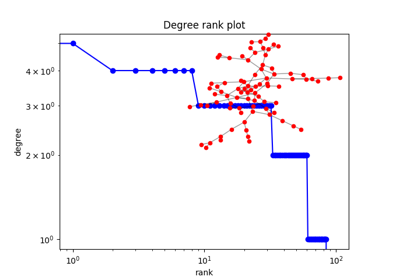 Degree rank plot
degree
4 × 10⁰
3 × 10⁰
2 × 10⁰
10⁰
10⁰
10¹
10²
rank